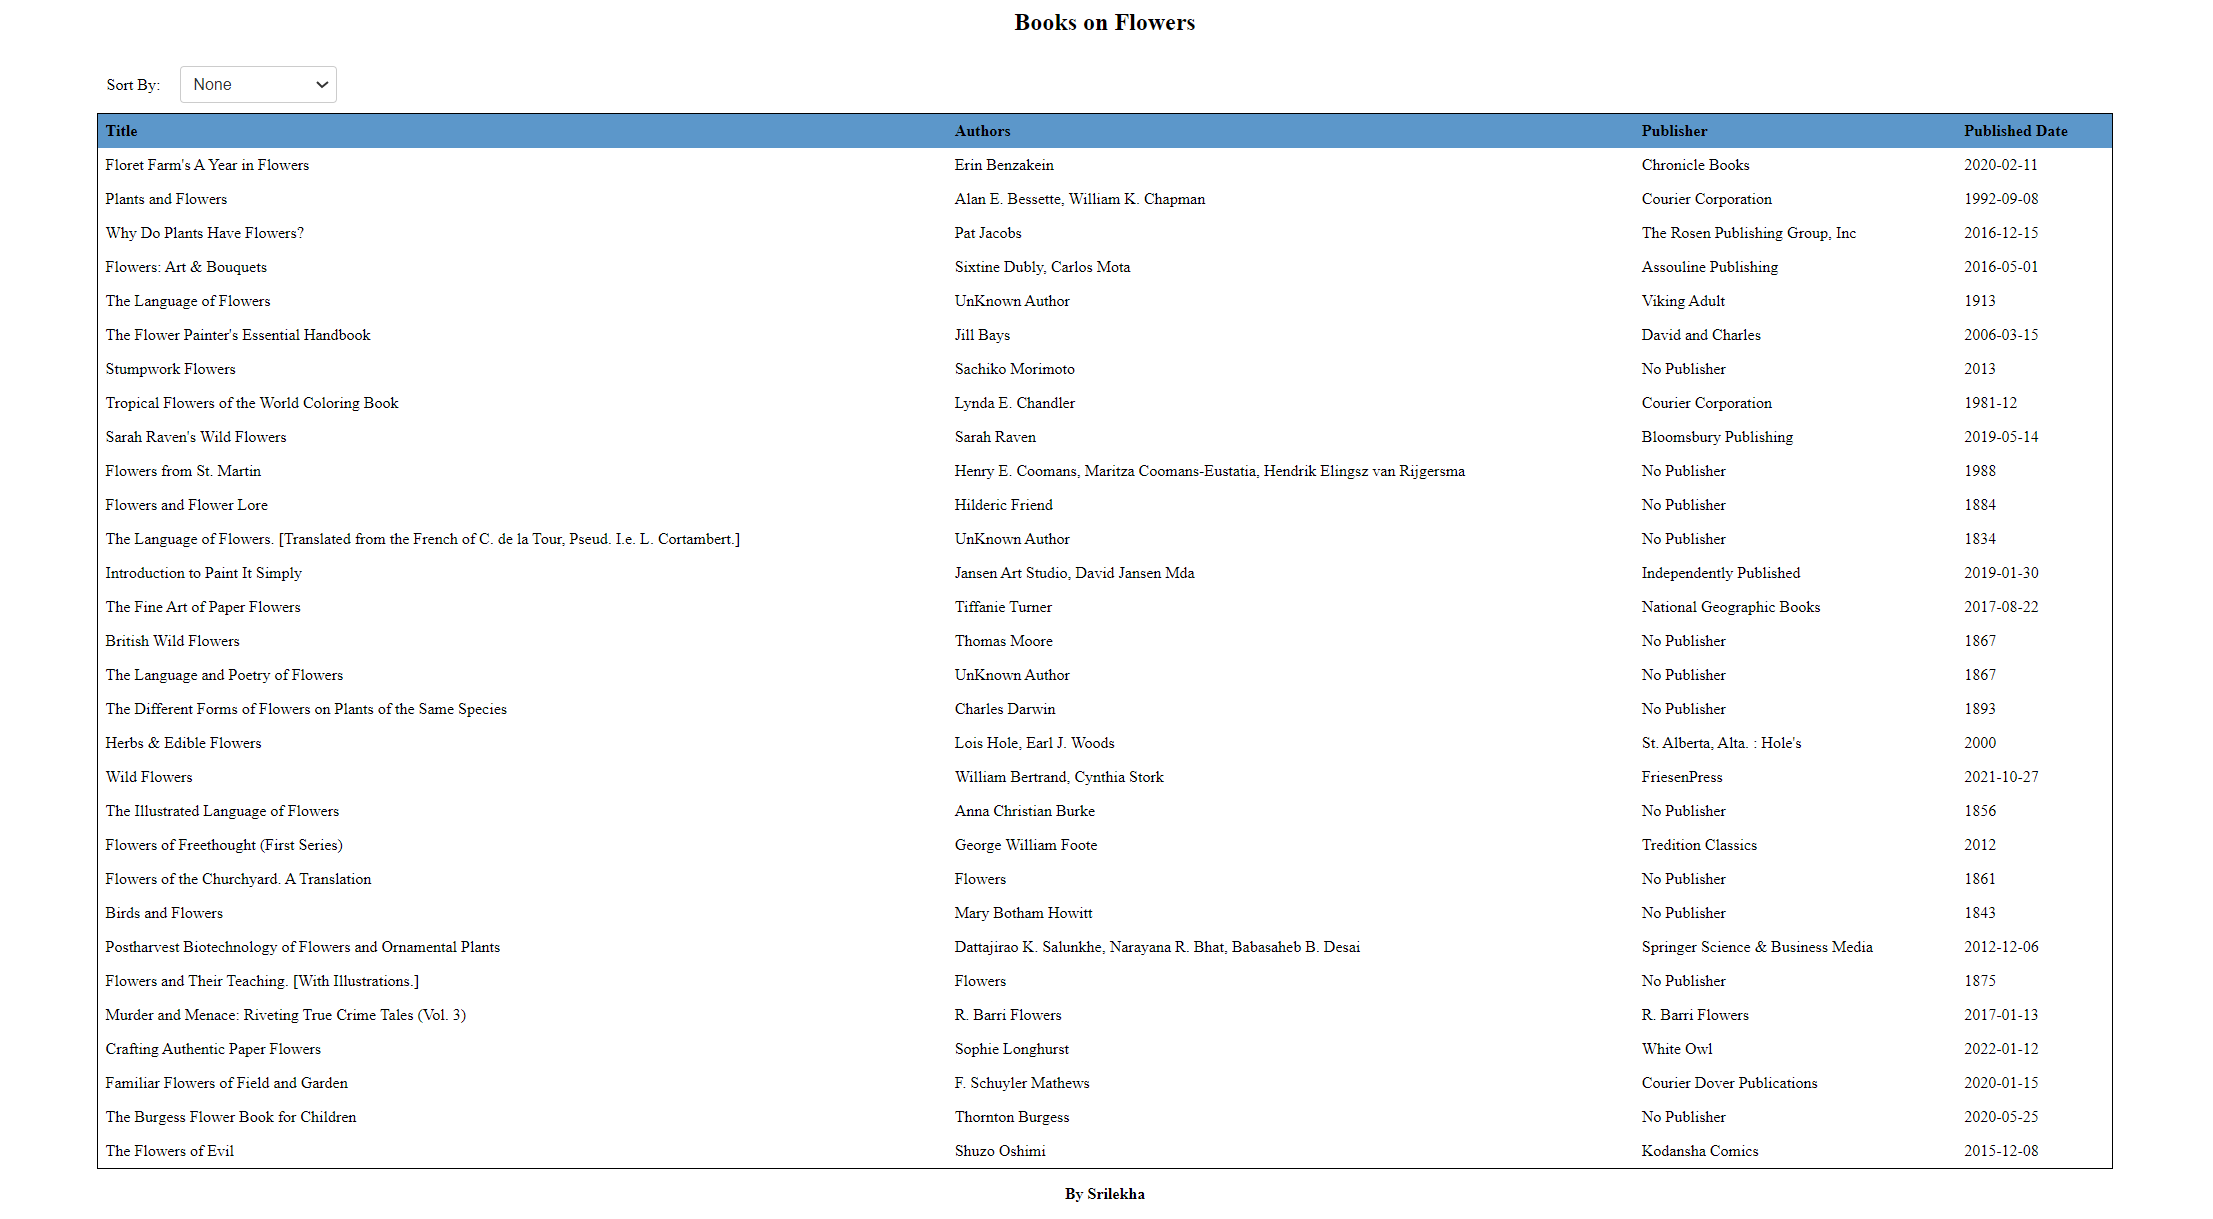 Books on Flowers
Sort By: None
Title Authors Publisher Published Date
Floret Farm's A Year in Flowers Erin Benzakein Chronicle Books 2020-02-11
Plants and Flowers Alan E. Bessette, William K. Chapman Courier Corporation 1992-09-08
Why Do Plants Have Flowers? Pat Jacobs The Rosen Publishing Group, Inc 2016-12-15
Flowers: Art & Bouquets Sixtine Dubly, Carlos Mota Assouline Publishing 2016-05-01
The Language of Flowers UnKnown Author Viking Adult 1913
The Flower Painter's Essential Handbook Jill Bays David and Charles 2006-03-15
Stumpwork Flowers Sachiko Morimoto No Publisher 2013
Tropical Flowers of the World Coloring Book Lynda E. Chandler Courier Corporation 1981-12
Sarah Raven's Wild Flowers Sarah Raven Bloomsbury Publishing 2019-05-14
Flowers from St. Martin Henry E. Coomans, Maritza Coomans-Eustatia, Hendrik Elingsz van Rijgersma No Publisher 1988
Flowers and Flower Lore Hilderic Friend No Publisher 1884
The Language of Flowers. [Translated from the French of C. de la Tour, Pseud. I.e. L. Cortambert.] UnKnown Author No Publisher 1834
Introduction to Paint It Simply Jansen Art Studio, David Jansen Mda Independently Published 2019-01-30
The Fine Art of Paper Flowers Tiffanie Turner National Geographic Books 2017-08-22
British Wild Flowers Thomas Moore No Publisher 1867
The Language and Poetry of Flowers UnKnown Author No Publisher 1867
The Different Forms of Flowers on Plants of the Same Species Charles Darwin No Publisher 1893
Herbs & Edible Flowers Lois Hole, Earl J. Woods St. Alberta, Alta. : Hole's 2000
Wild Flowers William Bertrand, Cynthia Stork FriesenPress 2021-10-27
The Illustrated Language of Flowers Anna Christian Burke No Publisher 1856
Flowers of Freethought (First Series) George William Foote Tredition Classics 2012
Flowers of the Churchyard. A Translation Flowers No Publisher 1861
Birds and Flowers Mary Botham Howitt No Publisher 1843
Postharvest Biotechnology of Flowers and Ornamental Plants Dattajirao K. Salunkhe, Narayana R. Bhat, Babasaheb B. Desai Springer Science & Business Media 2012-12-06
Flowers and Their Teaching. [With Illustrations.] Flowers No Publisher 1875
Murder and Menace: Riveting True Crime Tales (Vol. 3) R. Barri Flowers R. Barri Flowers 2017-01-13
Crafting Authentic Paper Flowers Sophie Longhurst White Owl 2022-01-12
Familiar Flowers of Field and Garden F. Schuyler Mathews Courier Dover Publications 2020-01-15
The Burgess Flower Book for Children Thornton Burgess No Publisher 2020-05-25
The Flowers of Evil Shuzo Oshimi Kodansha Comics 2015-12-08
By Srilekha